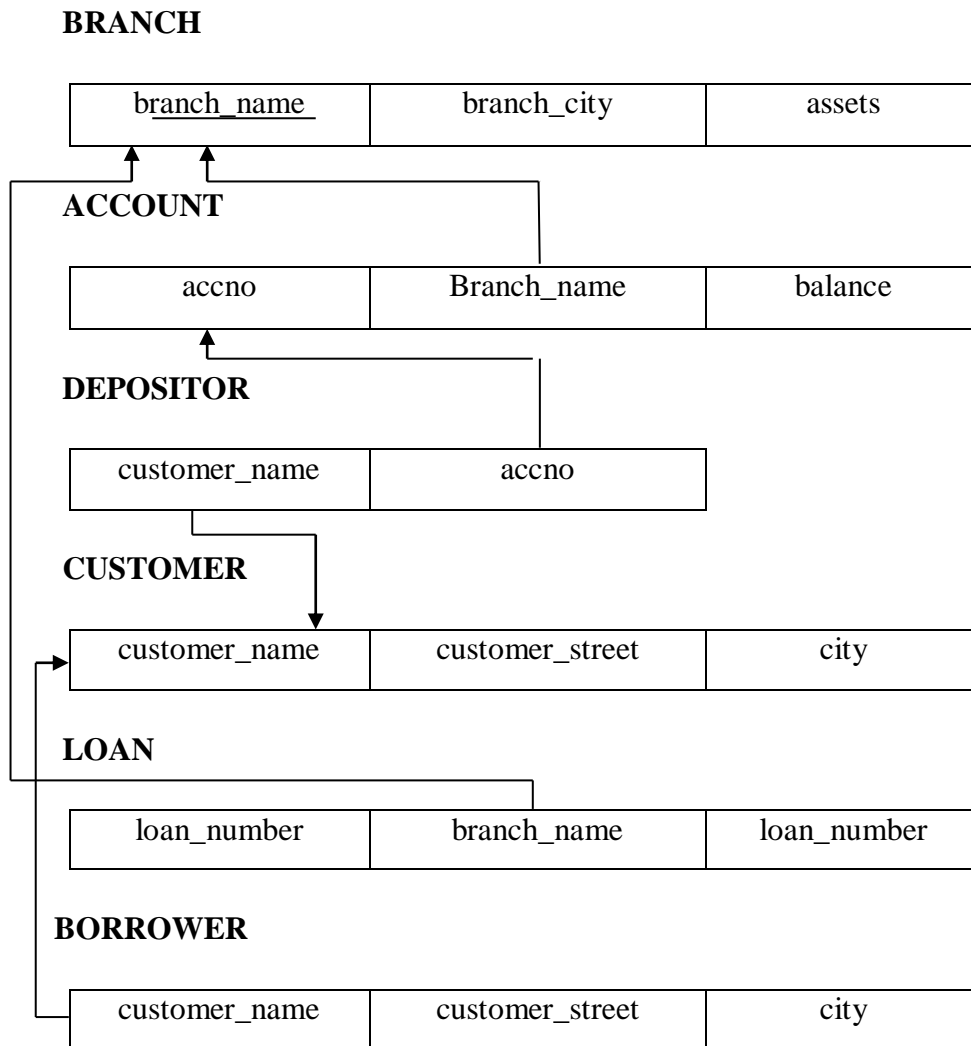 BRANCH
branch_name branch_city assets
ACCOUNT
accno Branch_name balance
DEPOSITOR
customer_name accno
CUSTOMER
customer_name customer_street city
LOAN
loan_number branch_name loan_number
BORROWER
customer_name customer_street city